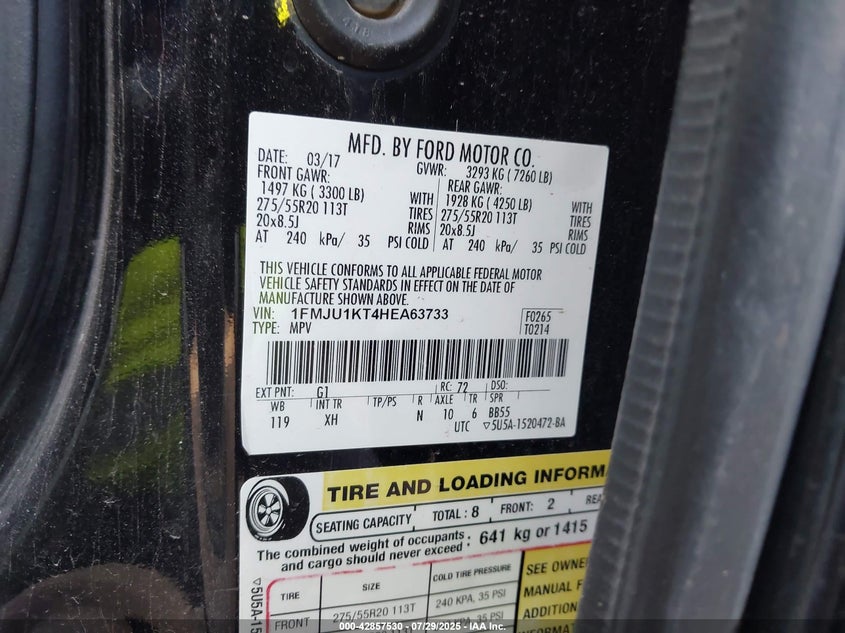 418
MFD. BY FORD MOTOR CO.
DATE: 03/17 GVWR: 3293 KG ( 7260 LB)
FRONT GAWR: REAR GAWR:
1497 KG ( 3300 LB) WITH 1928 KG ( 4250 LB) WITH
275/55R20 113T TIRES 275/55R20 113T TIRES
20x8.5J RIMS 20x8.5J RIMS
AT 240 kPa/ 35 PSI COLD AT 240 kPa/ 35 PSI COLD
THIS VEHICLE CONFORMS TO ALL APPLICABLE FEDERAL MOTOR
VEHICLE SAFETY STANDARDS IN EFFECT ON THE DATE OF
MANUFACTURE SHOWN ABOVE.
VIN: 1FMJU1KT4HEA63733 F0265
TYPE: MPV T0214
EXT PNT: G1 RC: 72 DSO:
WB INT TR TP/PS R AXLE TR SPR
119 XH N 10 6 BB55
UTC ▽5U5A-1520472-BA
TIRE AND LOADING INFORM
SEATING CAPACITY TOTAL : 8 FRONT: 2 REA
The combined weight of occupants and cargo should never exceed : 641 kg or 1415
TIRE SIZE COLD TIRE PRESSURE SEE OWNE
FRONT 275/55R20 113T 240 KPA, 35 PSI MANUAL F
ADDITION
▽5U5A-15
000-42857530 - 07/29/2025 - IAA, Inc.